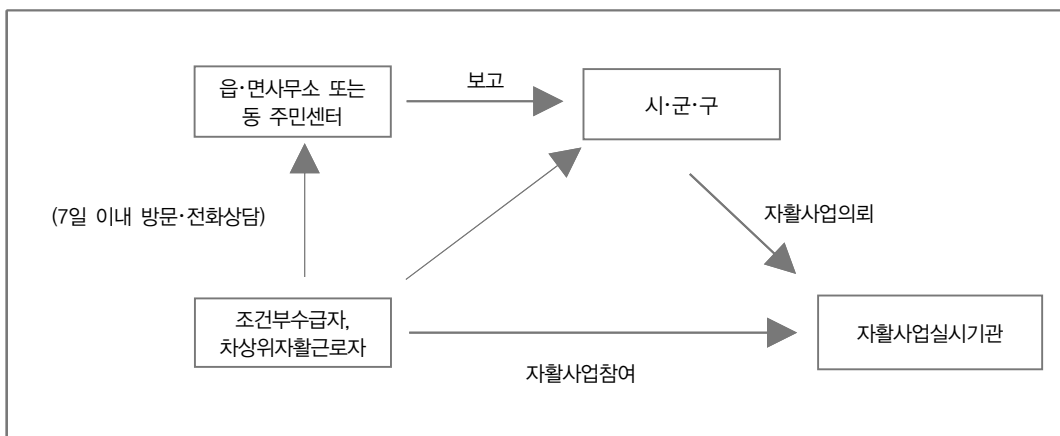 읍·면사무소 또는
동 주민센터
보고
시·군·구
(7일 이내 방문·전화상담)
자활사업의뢰
조건부수급자,
차상위자활근로자
자활사업실시기관
자활사업참여